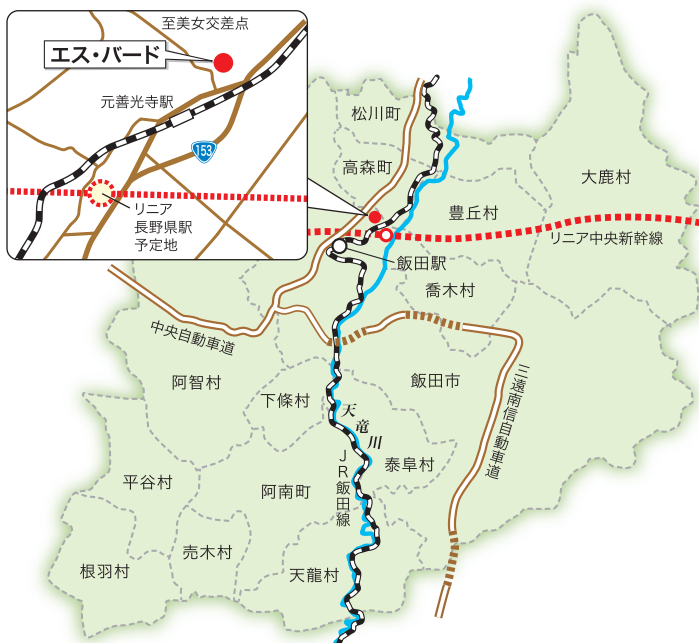 至美女交差点
エス・バード
元善光寺駅
153
リニア
長野県駅
予定地
松川町
高森町
大鹿村
豊丘村
リニア中央新幹線
飯田駅
喬木村
中央自動車道
阿智村
飯田市
三遠南信自動車道
下條村
天竜川
JR飯田線
泰阜村
平谷村
阿南町
売木村
根羽村
天龍村